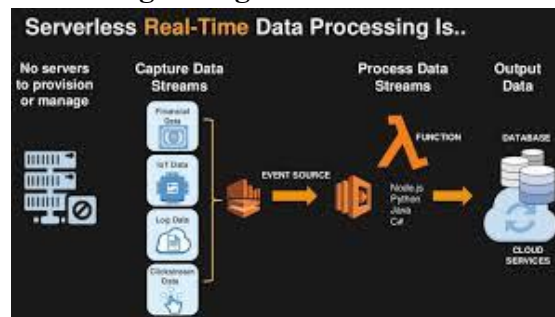 Serverless Real-Time Data Processing Is..
No servers
to provision
or manage
Capture Data
Streams
Financial
Data
IoT Data
Log Data
Clickstream
Data
EVENT SOURCE
Process Data
Streams
FUNCTION
Node.js
Python
Java
C#
Output
Data
DATABASE
CLOUD
SERVICES